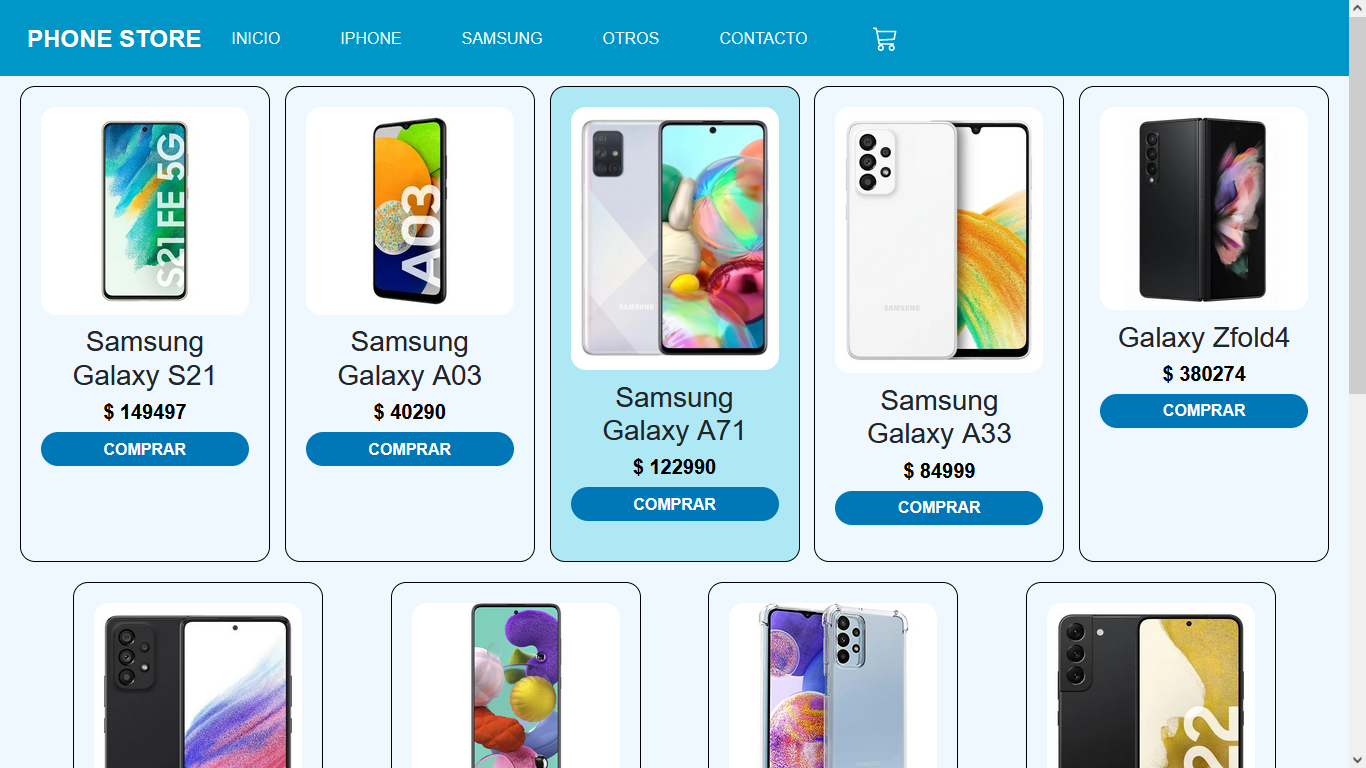 PHONE STORE INICIO IPHONE SAMSUNG OTROS CONTACTO
S21 FE 5G
Samsung
Galaxy S21
$ 149497
COMPRAR
A03
Samsung
Galaxy A03
$ 40290
COMPRAR
SAMSUNG
Samsung
Galaxy A71
$ 122990
COMPRAR
SAMSUNG
Samsung
Galaxy A33
$ 84999
COMPRAR
Galaxy Zfold4
$ 380274
COMPRAR
SAMSUNG
22